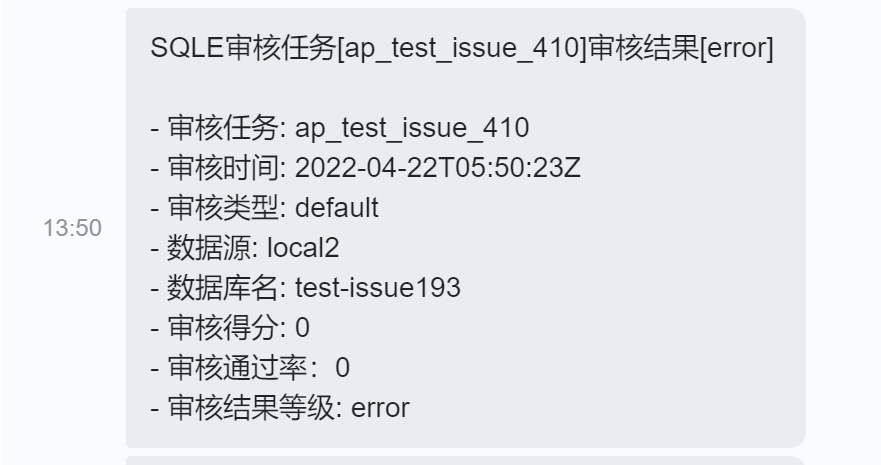 SQLE审核任务[ap_test_issue_410]审核结果[error]
- 审核任务: ap_test_issue_410
- 审核时间: 2022-04-22T05:50:23Z
- 审核类型: default
13:50
- 数据源: local2
- 数据库名: test-issue193
- 审核得分: 0
- 审核通过率：0
- 审核结果等级: error